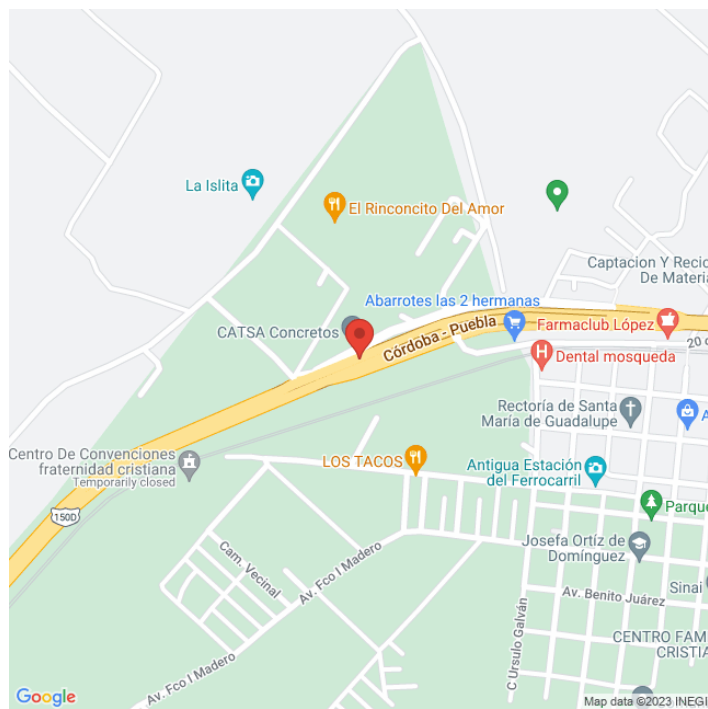 La Islita
El Rinconcito Del Amor
Captacion Y Recic
De Materia
Abarrotes las 2 hermanas
CATSA Concretos
Córdoba - Puebla
Farmaclub López
20 d
H
Dental mosqueda
Rectoría de Santa
María de Guadalupe
A
Centro De Convenciones
fraternidad cristiana
Temporarily closed
LOS TACOS
Antigua Estación
del Ferrocarril
150D
Parque
Josefa Ortíz de
Domínguez
Cam. Vecinal
Av. Fco I Madero
Sinai
Av. Benito Juárez
C Ursulo Galván
CENTRO FAM
CRISTIA
Av. Fco I Madero
Google
Map data ©2023 INEGI